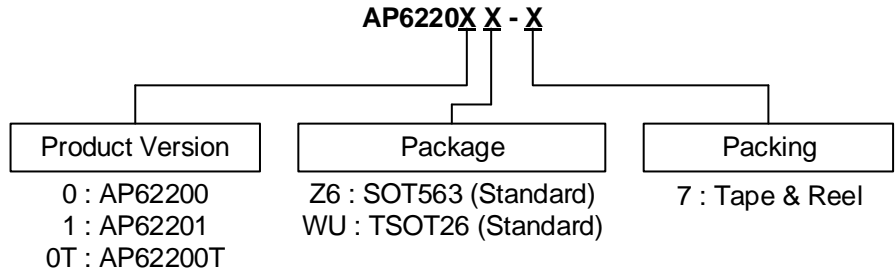 AP6220X X - X
Product Version
0 : AP62200
1 : AP62201
0T : AP62200T
Package
Z6 : SOT563 (Standard)
WU : TSOT26 (Standard)
Packing
7 : Tape & Reel